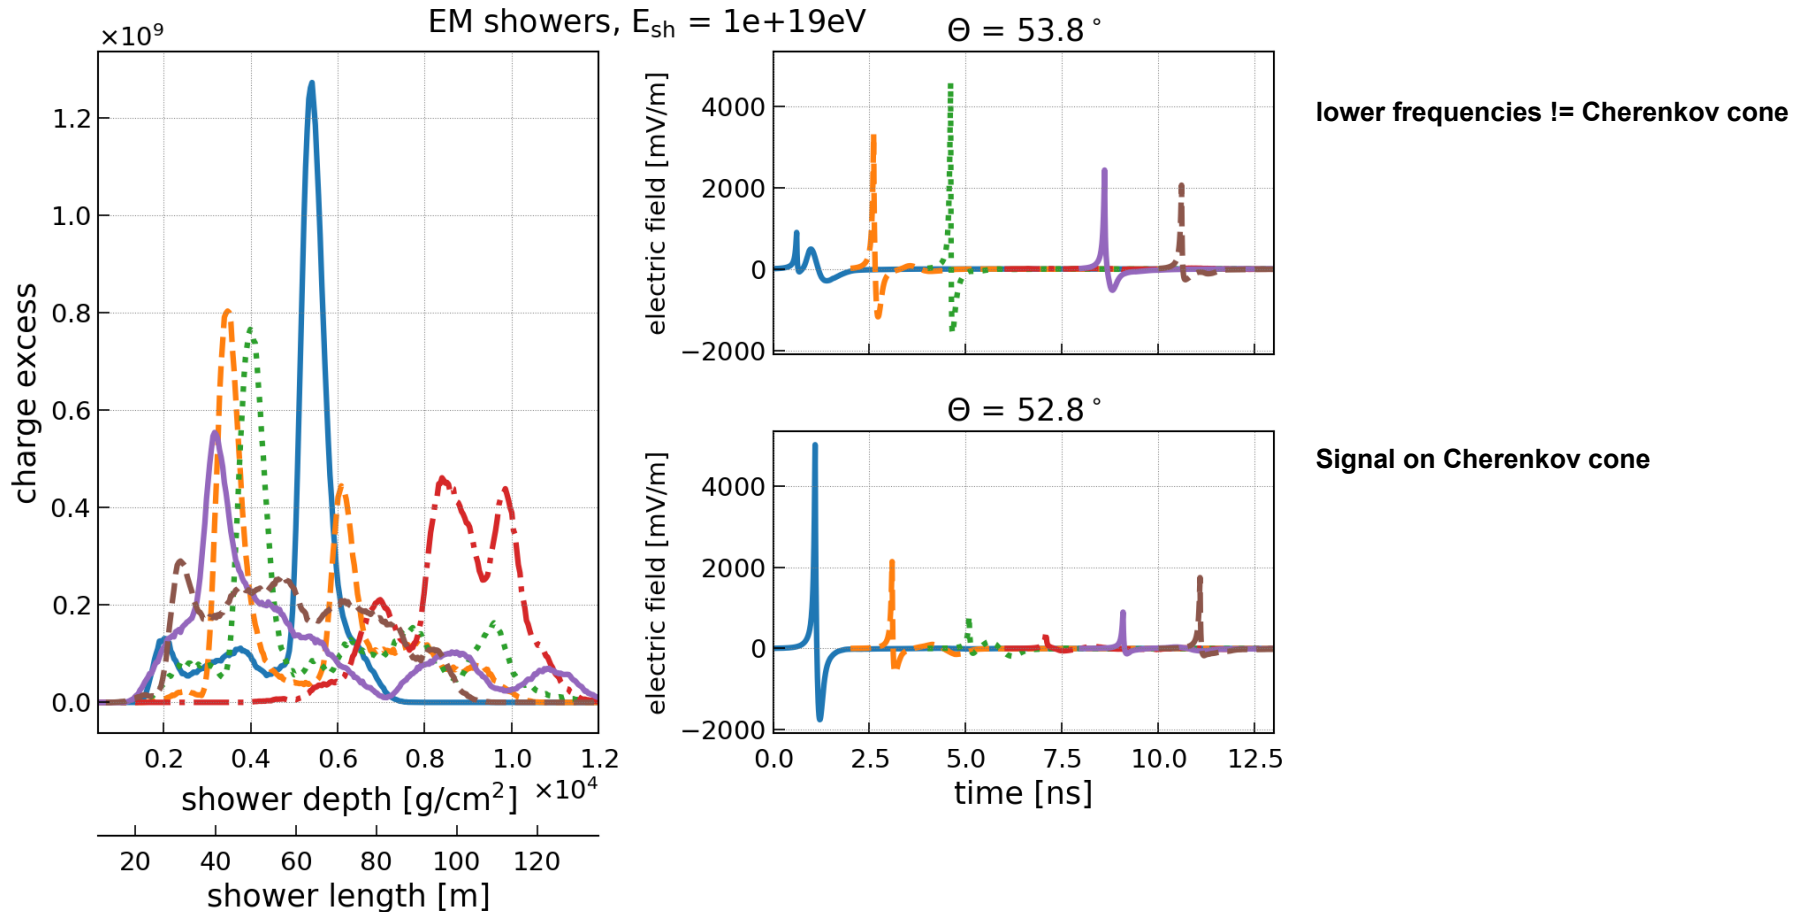 EM showers, E_sh = 1e+19eV
×10⁹
1.2
1.0
0.8
0.6
0.4
0.2
0.0
charge excess
0.2 0.4 0.6 0.8 1.0 1.2
shower depth [g/cm²] ×10⁴
20 40 60 80 100 120
shower length [m]
Θ = 53.8°
4000
2000
0
−2000
electric field [mV/m]
lower frequencies != Cherenkov cone
Θ = 52.8°
4000
2000
0
−2000
electric field [mV/m]
0.0 2.5 5.0 7.5 10.0 12.5
time [ns]
Signal on Cherenkov cone